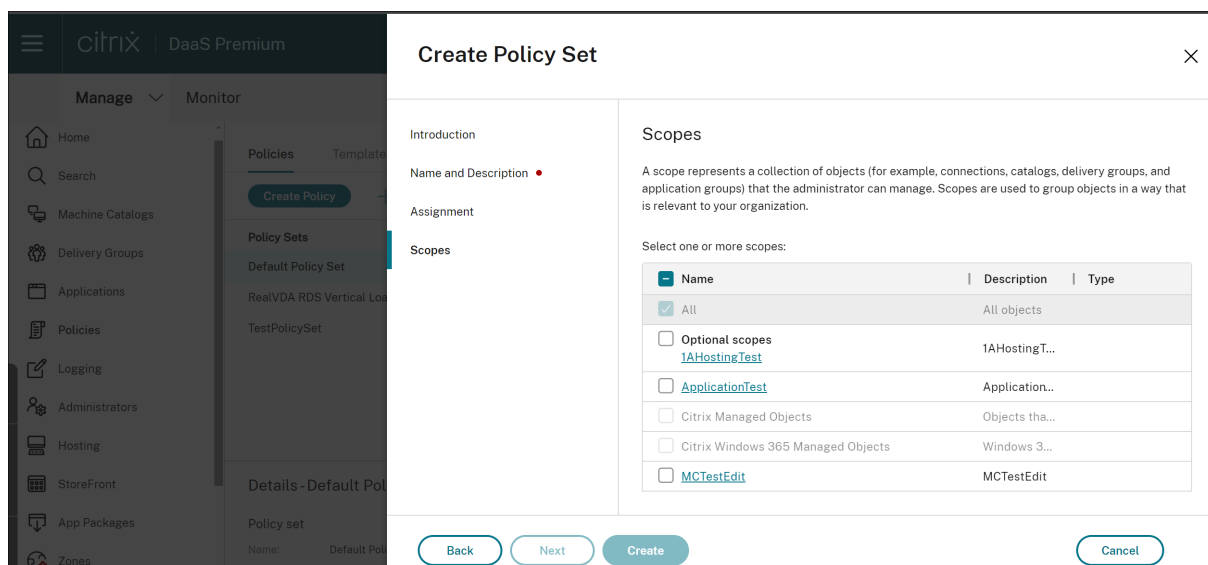 citrix | DaaS Premium
Manage Monitor
Home
Search
Machine Catalogs
Delivery Groups
Applications
Policies
Logging
Administrators
Hosting
StoreFront
App Packages
Zones
Policies Template
Create Policy
Policy Sets
Default Policy Set
RealVDA RDS Vertical Loa
TestPolicySet
Details - Default Pol
Policy set
Name: Default Poli
Create Policy Set
Introduction
Name and Description
Assignment
Scopes
Scopes
A scope represents a collection of objects (for example, connections, catalogs, delivery groups, and
application groups) that the administrator can manage. Scopes are used to group objects in a way that
is relevant to your organization.
Select one or more scopes:
Name | Description | Type
All All objects
Optional scopes
1AHostingTest 1AHostingT...
ApplicationTest Application...
Citrix Managed Objects Objects tha...
Citrix Windows 365 Managed Objects Windows 3...
MCTestEdit MCTestEdit
Back Next Create Cancel